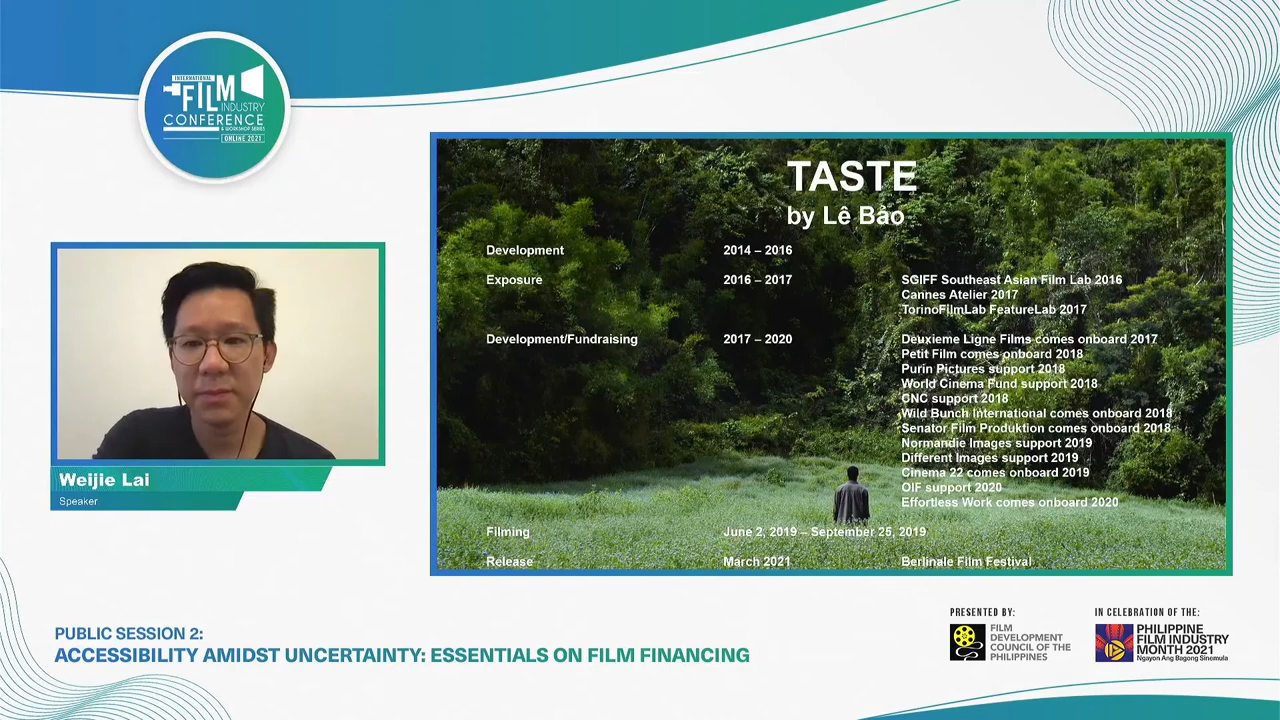 INTERNATIONAL
FILM
INDUSTRY
CONFERENCE
& WORKSHOP SERIES
ONLINE 2021
TASTE
by Lê Bảo
Development 2014 – 2016
Exposure 2016 – 2017 SGIFF Southeast Asian Film Lab 2016
Cannes Atelier 2017
TorinoFilmLab FeatureLab 2017
Development/Fundraising 2017 – 2020 Deuxieme Ligne Films comes onboard 2017
Petit Film comes onboard 2018
Purin Pictures support 2018
World Cinema Fund support 2018
CNC support 2018
Wild Bunch International comes onboard 2018
Senator Film Produktion comes onboard 2018
Normandie Images support 2019
Different Images support 2019
Cinema 22 comes onboard 2019
OIF support 2020
Effortless Work comes onboard 2020
Filming June 2, 2019 – September 25, 2019
Release March 2021 Berlinale Film Festival
Weijie Lai
Speaker
PUBLIC SESSION 2:
ACCESSIBILITY AMIDST UNCERTAINTY: ESSENTIALS ON FILM FINANCING
PRESENTED BY:
FILM
DEVELOPMENT
COUNCIL OF THE
PHILIPPINES
IN CELEBRATION OF THE:
PHILIPPINE
FILM INDUSTRY
MONTH 2021
Ngayon Ang Bagong Sinemula